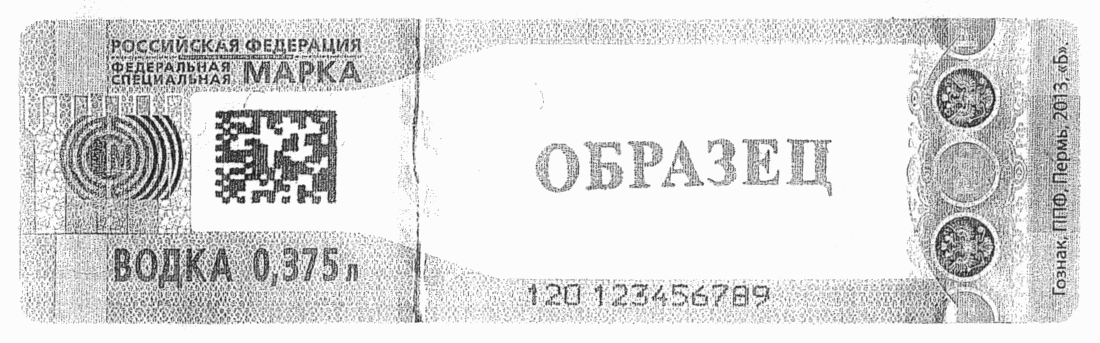 РОССИЙСКАЯ ФЕДЕРАЦИЯ
ФЕДЕРАЛЬНАЯ
СПЕЦИАЛЬНАЯ
МАРКА
М
ОБРАЗЕЦ
ВОДКА 0,375 л
120 123456789
Гознак, ППФ, Пермь, 2013, «Б».